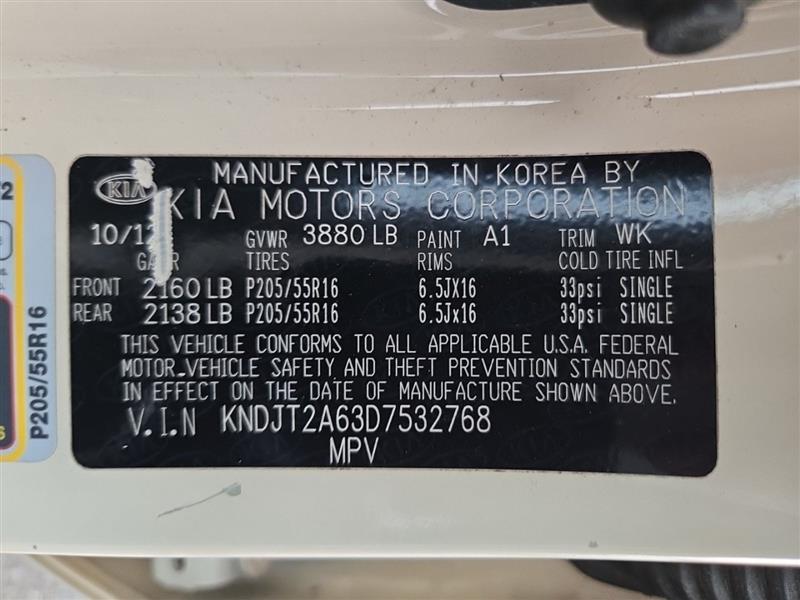 MANUFACTURED IN KOREA BY
KIA
KIA MOTORS CORPORATION
10/12 GVWR 3880 LB PAINT A1 TRIM WK
TIRES RIMS COLD TIRE INFL
FRONT 2160 LB P205/55R16 6.5JX16 33psi SINGLE
REAR 2138 LB P205/55R16 6.5Jx16 33psi SINGLE
THIS VEHICLE CONFORMS TO ALL APPLICABLE U.S.A. FEDERAL
MOTOR-VEHICLE SAFETY AND THEFT PREVENTION STANDARDS
IN EFFECT ON THE DATE OF MANUFACTURE SHOWN ABOVE.
V.I.N KNDJT2A63D7532768
MPV
P205/55R16